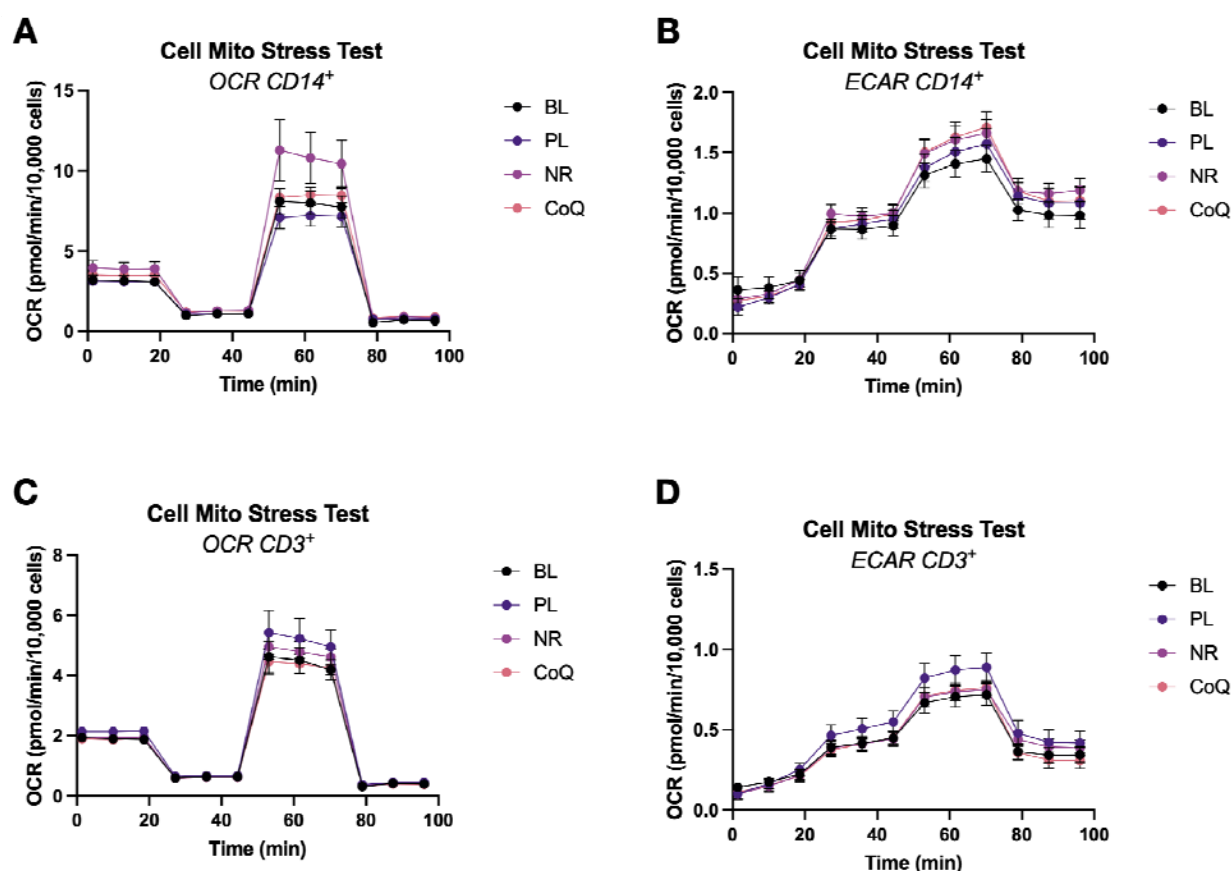 A
Cell Mito Stress Test
OCR CD14+
OCR (pmol/min/10,000 cells)
15
10
5
0
0 20 40 60 80 100
Time (min)
BL
PL
NR
CoQ
B
Cell Mito Stress Test
ECAR CD14+
OCR (pmol/min/10,000 cells)
2.0
1.5
1.0
0.5
0.0
0 20 40 60 80 100
Time (min)
BL
PL
NR
CoQ
C
Cell Mito Stress Test
OCR CD3+
OCR (pmol/min/10,000 cells)
8
6
4
2
0
0 20 40 60 80 100
Time (min)
BL
PL
NR
CoQ
D
Cell Mito Stress Test
ECAR CD3+
OCR (pmol/min/10,000 cells)
1.5
1.0
0.5
0.0
0 20 40 60 80 100
Time (min)
BL
PL
NR
CoQ